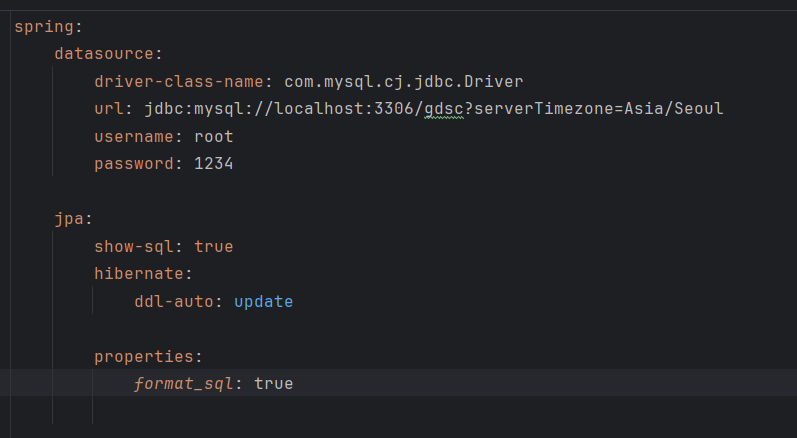 spring:
    datasource:
        driver-class-name: com.mysql.cj.jdbc.Driver
        url: jdbc:mysql://localhost:3306/gdsc?serverTimezone=Asia/Seoul
        username: root
        password: 1234
    jpa:
        show-sql: true
        hibernate:
            ddl-auto: update
        properties:
            format_sql: true